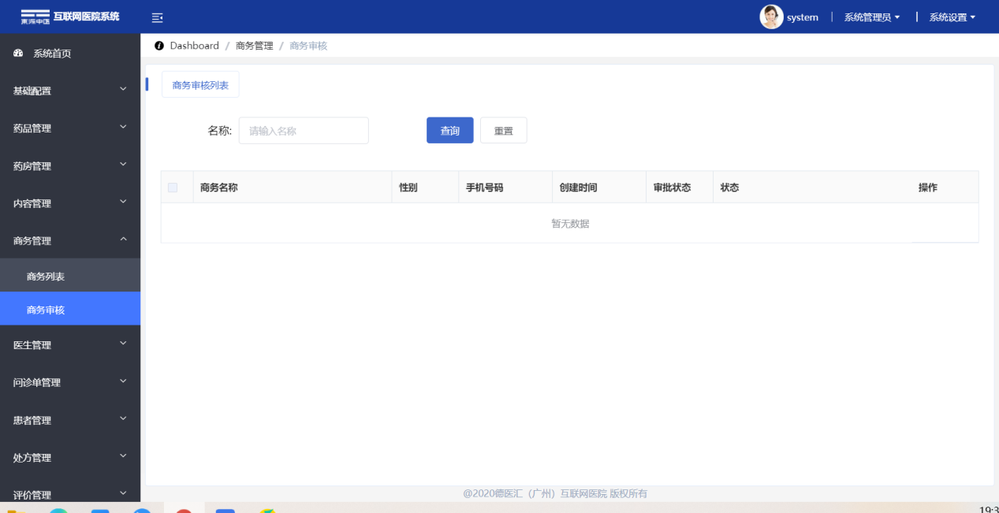 互联网医院系统
system
系统管理员
系统设置
Dashboard / 商务管理 / 商务审核
系统首页
基础配置
药品管理
药房管理
内容管理
商务管理
商务列表
商务审核
医生管理
问诊单管理
患者管理
处方管理
评价管理
商务审核列表
名称: 请输入名称 查询 重置
商务名称 性别 手机号码 创建时间 审批状态 状态 操作
暂无数据
@2020德医汇（广州）互联网医院 版权所有